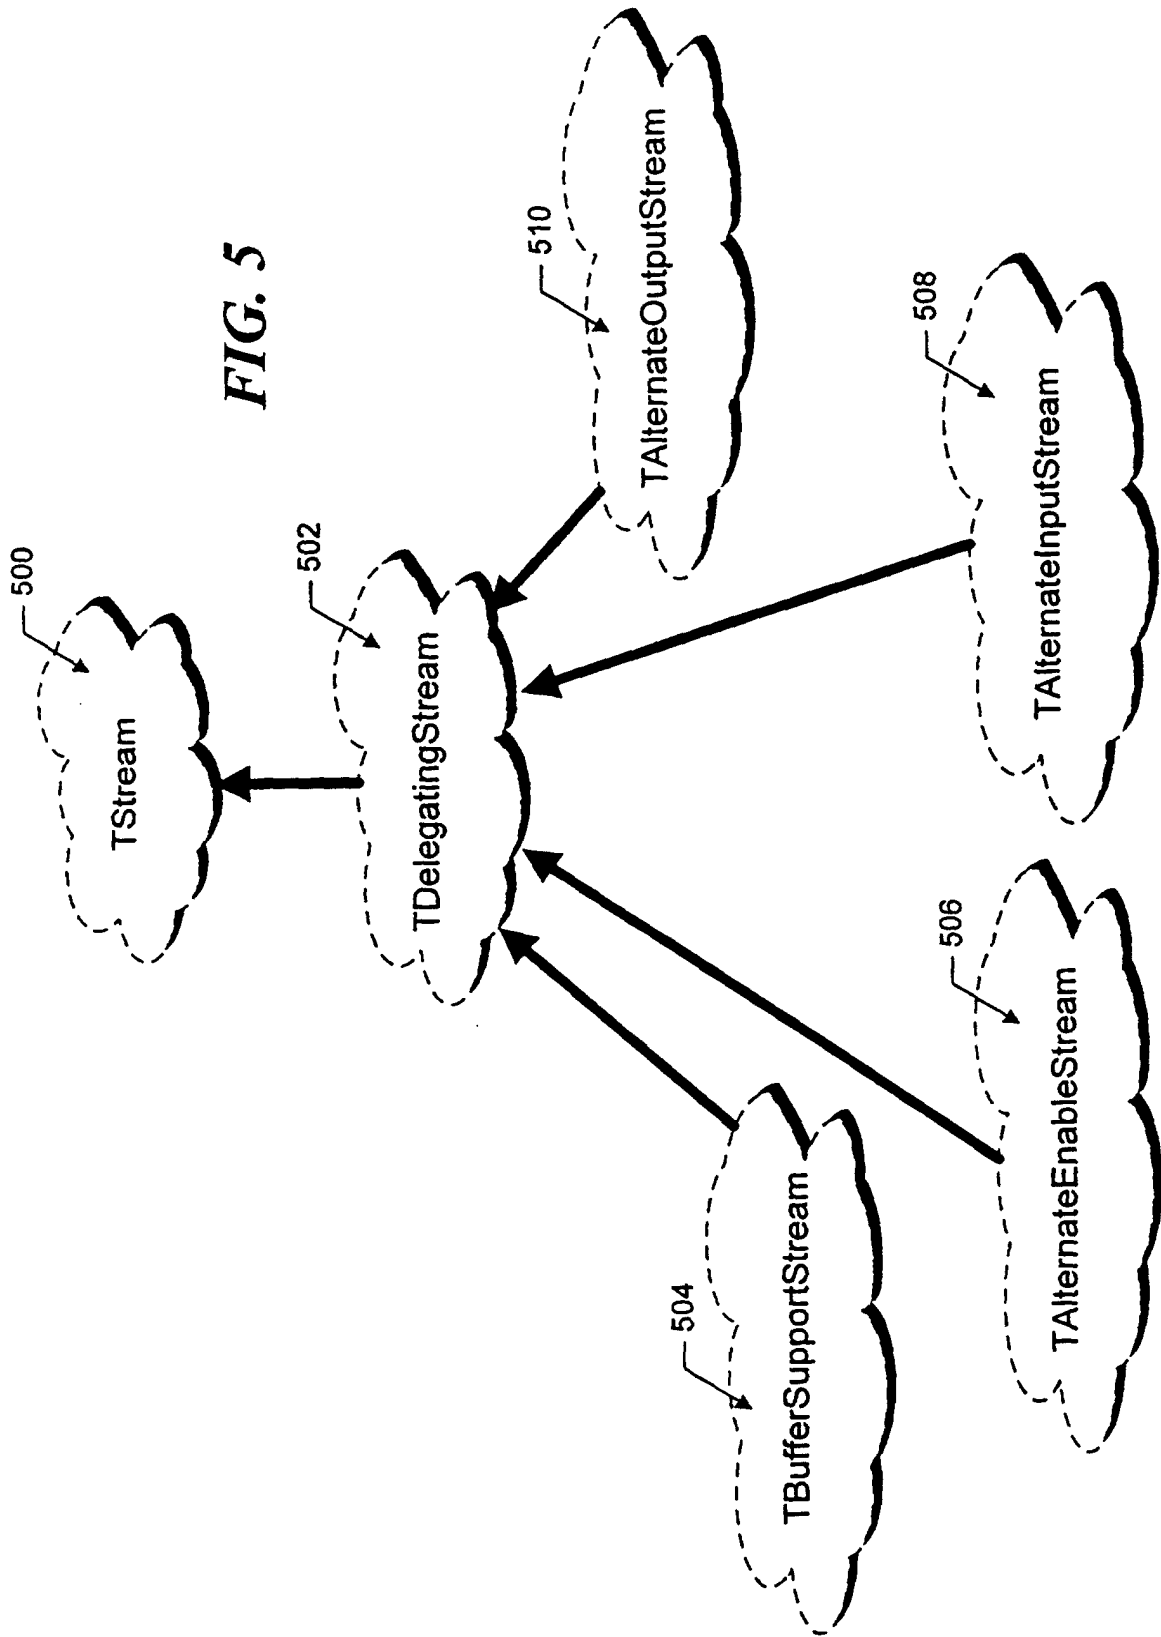 FIG. 5
500
TStream
502
TDelegatingStream
510
TAlternateOutputStream
504
TBufferSupportStream
506
TAlternateEnableStream
508
TAlternateInputStream